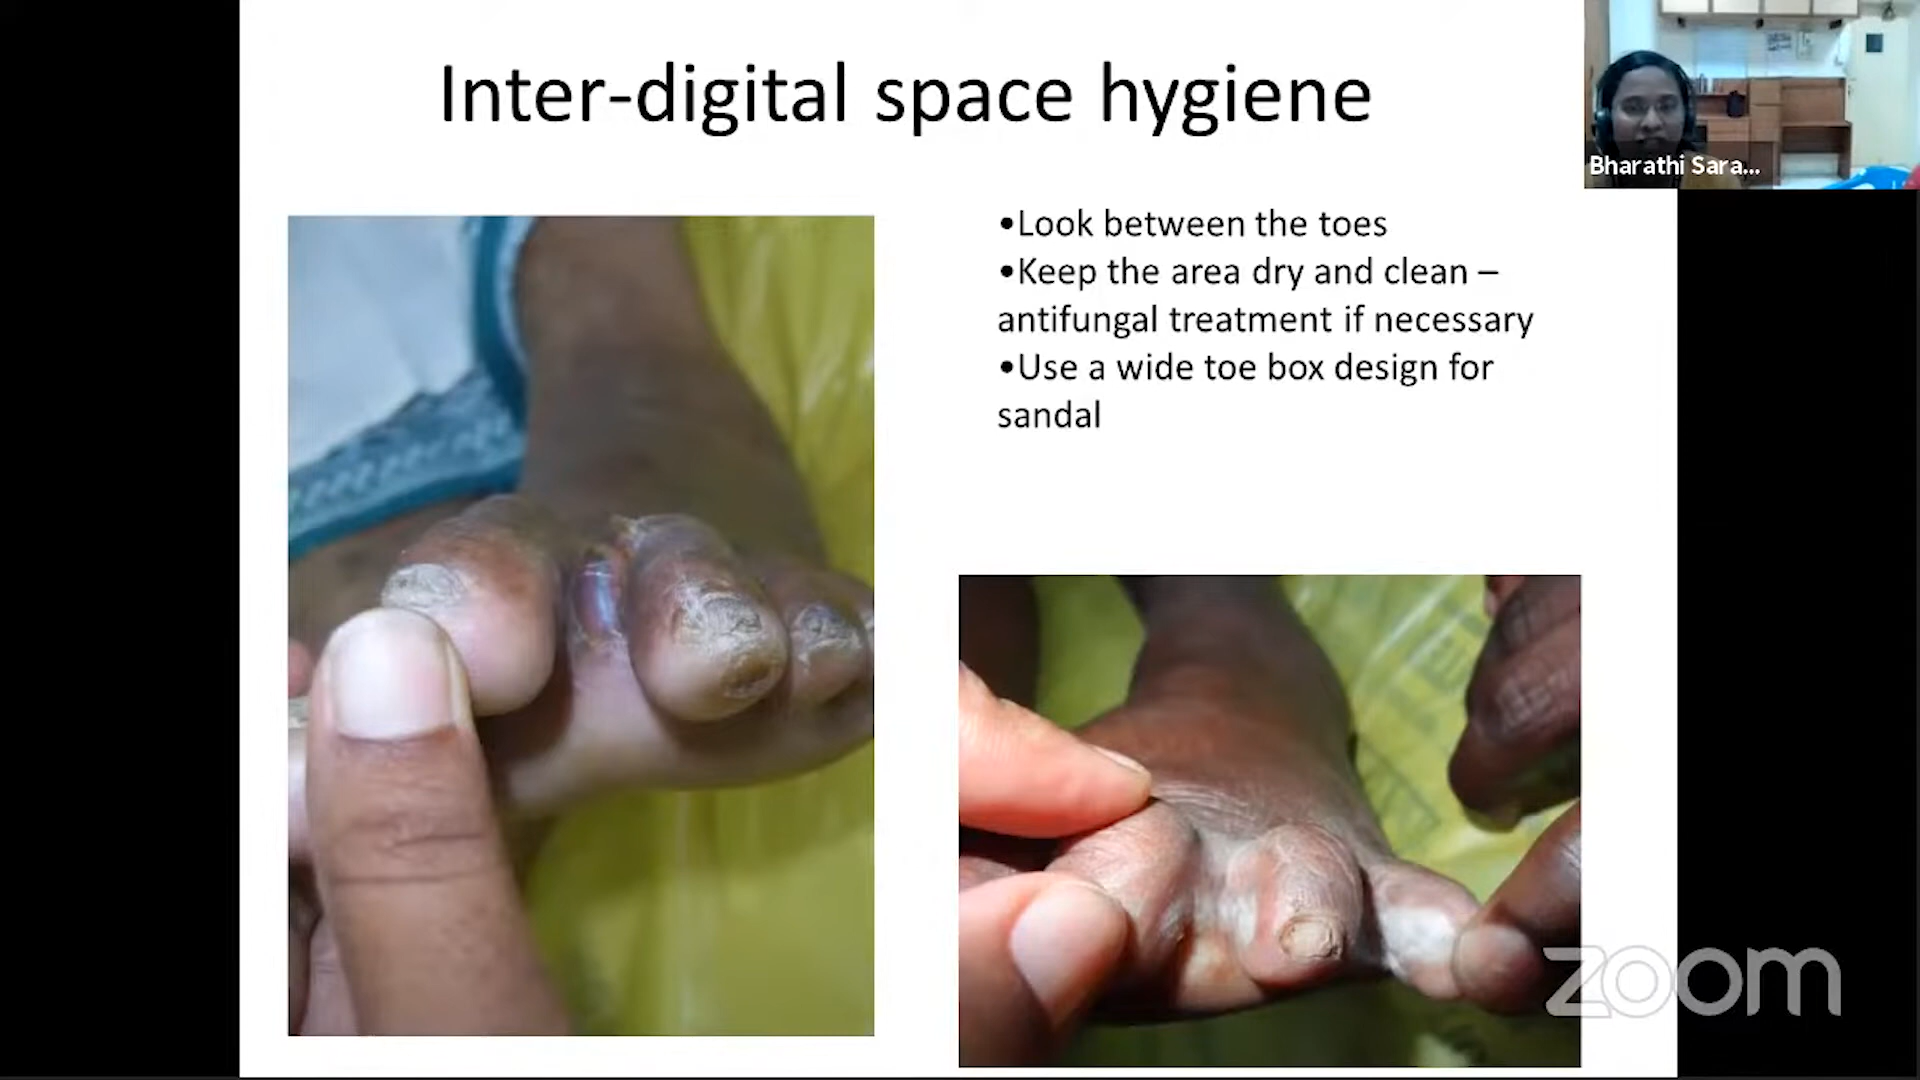 Inter-digital space hygiene
Bharathi Sara...
•Look between the toes
•Keep the area dry and clean –
antifungal treatment if necessary
•Use a wide toe box design for
sandal
zoom